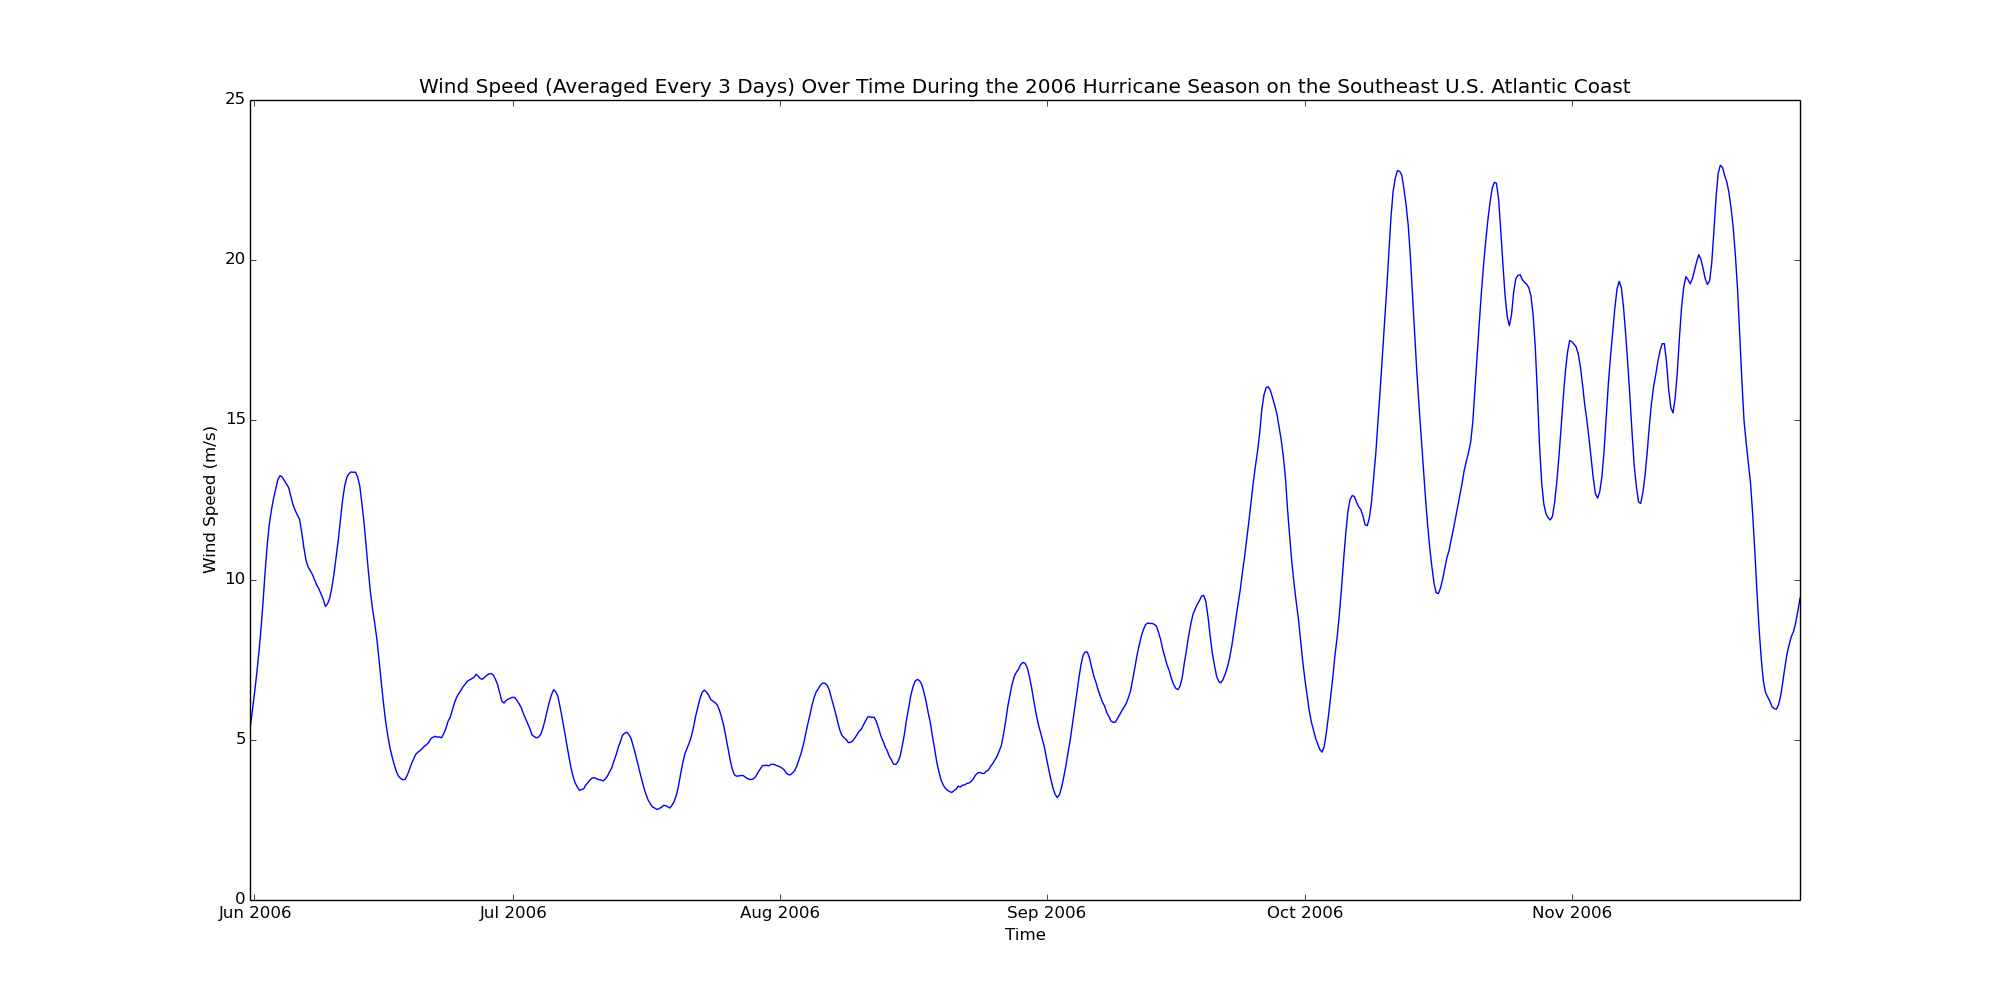 Wind Speed (Averaged Every 3 Days) Over Time During the 2006 Hurricane Season on the Southeast U.S. Atlantic Coast
25
20
15
10
5
0
Wind Speed (m/s)
Jun 2006
Jul 2006
Aug 2006
Sep 2006
Oct 2006
Nov 2006
Time